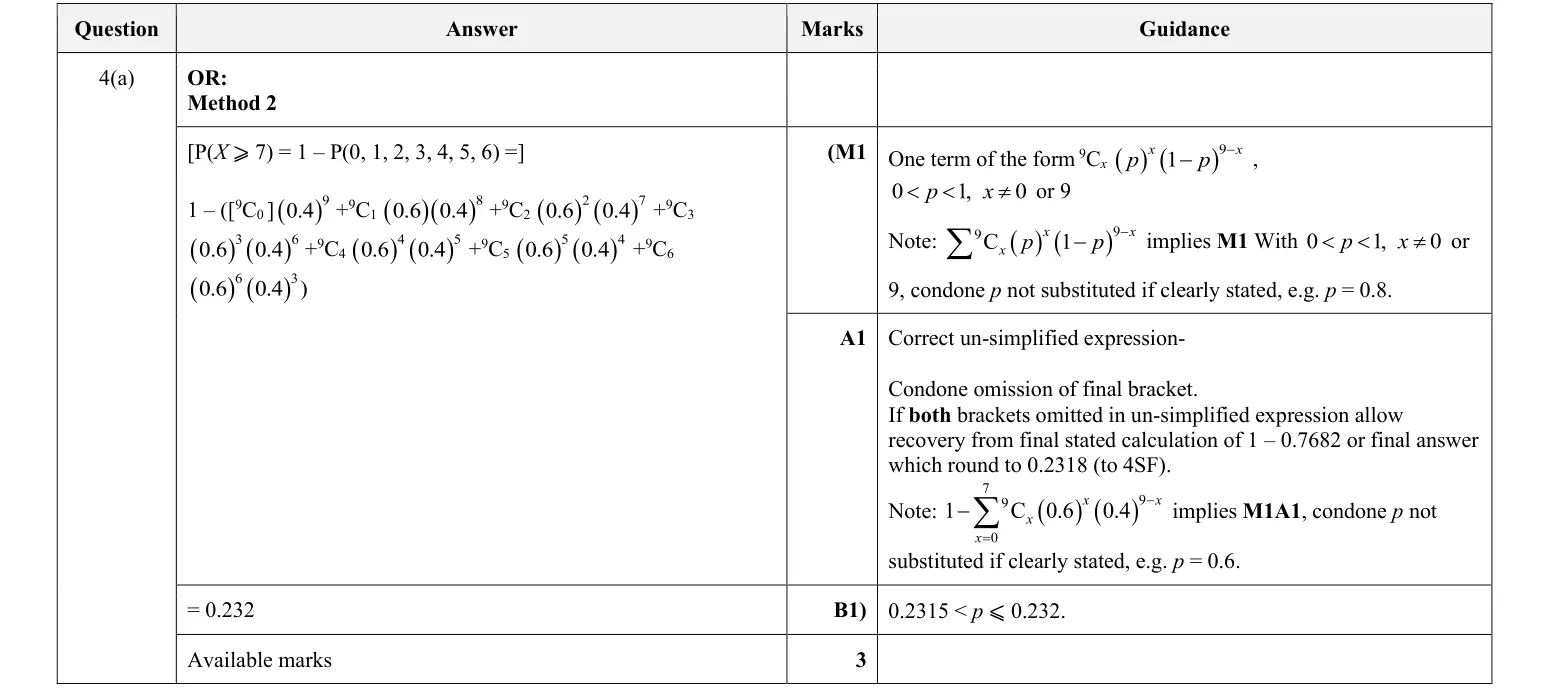 Question Answer Marks Guidance
4(a) OR:
Method 2
[P(X ⩾ 7) = 1 – P(0, 1, 2, 3, 4, 5, 6) =]
1 – ([⁹C₀](0.4)⁹ +⁹C₁ (0.6)(0.4)⁸ +⁹C₂ (0.6)²(0.4)⁷ +⁹C₃
(0.6)³(0.4)⁶ +⁹C₄ (0.6)⁴(0.4)⁵ +⁹C₅ (0.6)⁵(0.4)⁴ +⁹C₆
(0.6)⁶(0.4)³)
(M1 One term of the form ⁹Cₓ (p)ˣ(1−p)⁹⁻ˣ ,
0 < p < 1, x ≠ 0 or 9
Note: ∑ ⁹Cₓ(p)ˣ(1−p)⁹⁻ˣ implies M1 With 0 < p < 1, x ≠ 0 or
9, condone p not substituted if clearly stated, e.g. p = 0.8.
A1 Correct un-simplified expression-
Condone omission of final bracket.
If both brackets omitted in un-simplified expression allow
recovery from final stated calculation of 1 – 0.7682 or final answer
which round to 0.2318 (to 4SF).
7
Note: 1−∑ ⁹Cₓ(0.6)ˣ(0.4)⁹⁻ˣ implies M1A1, condone p not
x=0
substituted if clearly stated, e.g. p = 0.6.
= 0.232 B1) 0.2315 < p ⩽ 0.232.
Available marks 3